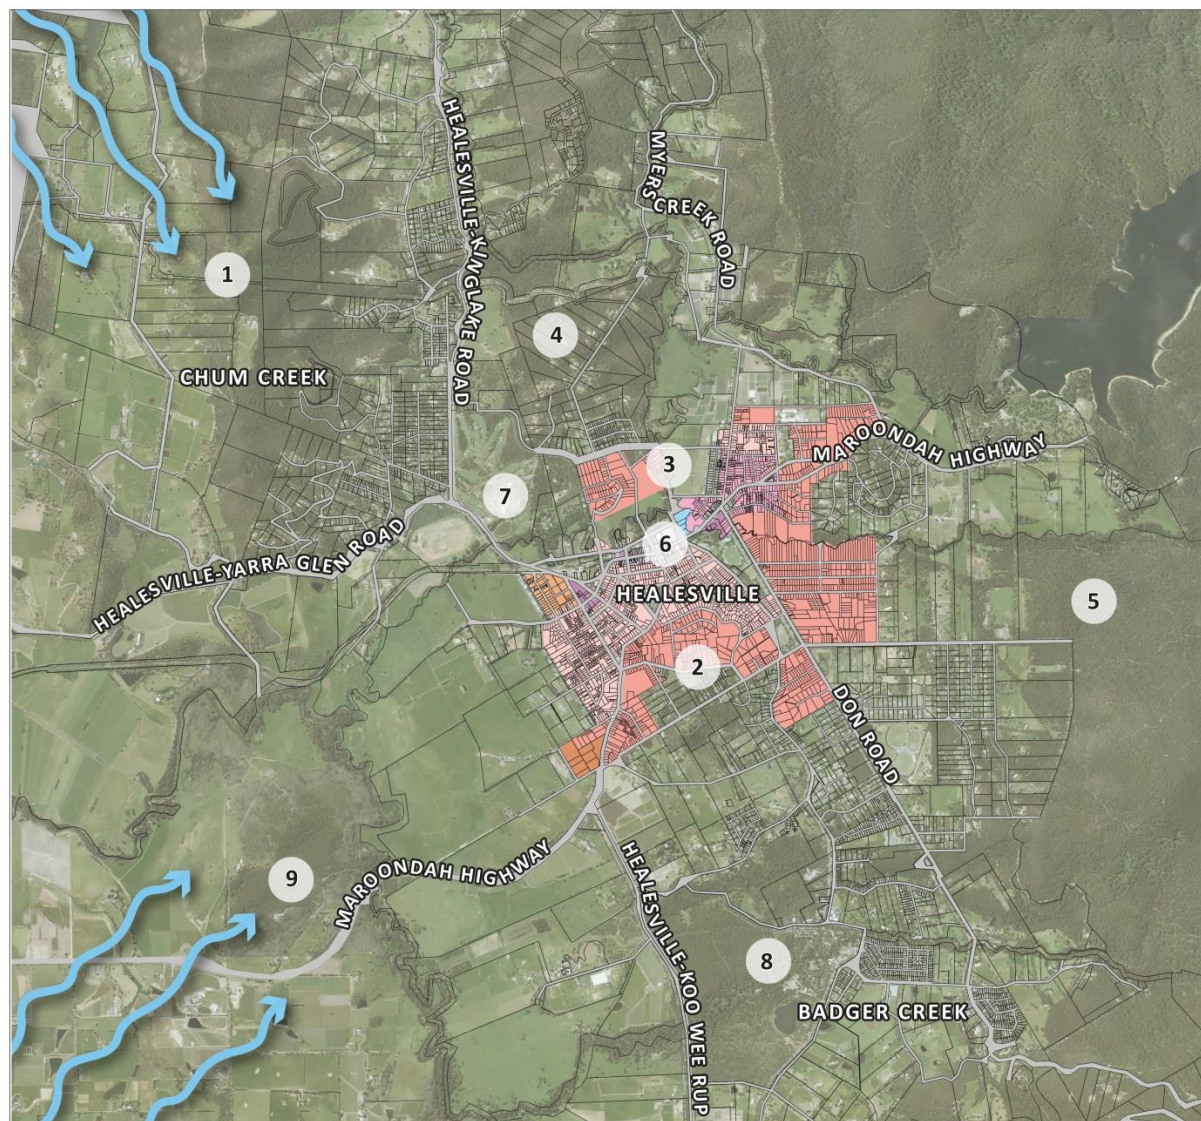 HEALESVILLE-KINGLAKE ROAD
MYERS CREEK ROAD
1
4
CHUM CREEK
MAROONDAH HIGHWAY
3
7
HEALESVILLE-YARRA GLEN ROAD
6
HEALESVILLE
5
2
DON ROAD
MAROONDAH HIGHWAY
9
HEALESVILLE-KOO WEE RUP
8
BADGER CREEK